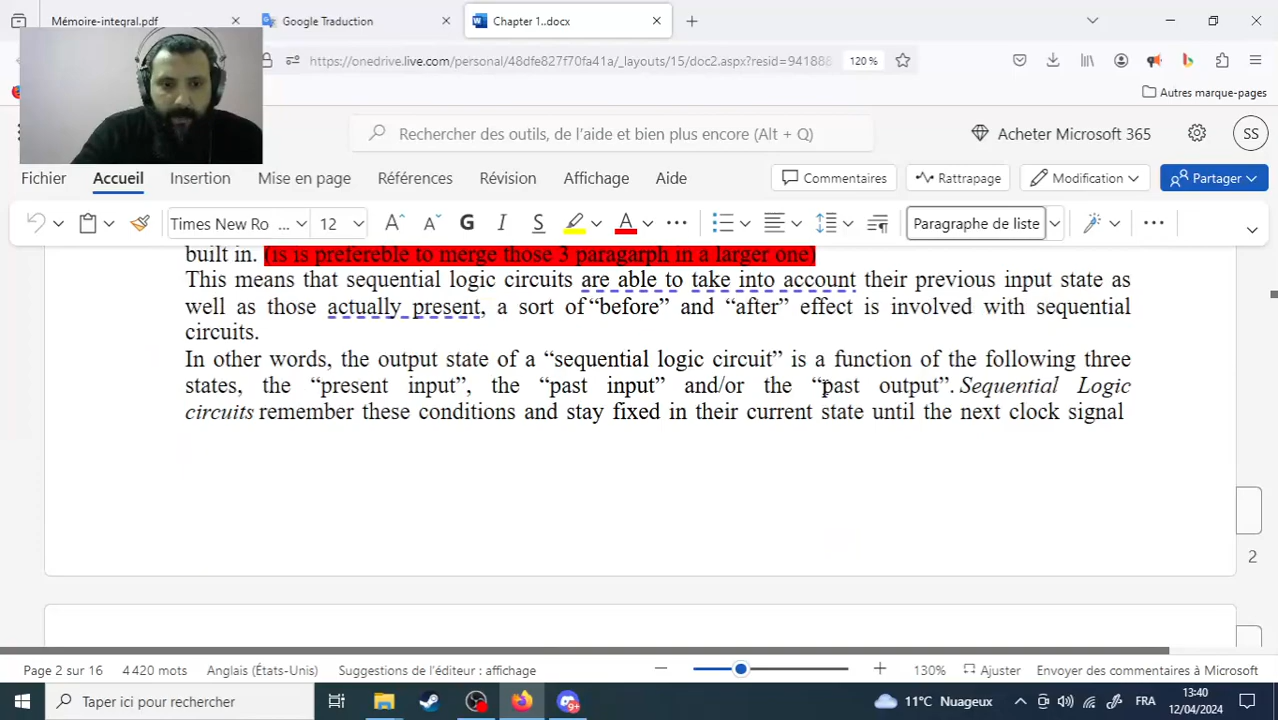 Mémoire-integral.pdf
Google Traduction
Chapter 1..docx
https://onedrive.live.com/personal/48dfe827f70fa41a/_layouts/15/doc2.aspx?resid=941888
120 %
Autres marque-pages
Rechercher des outils, de l'aide et bien plus encore (Alt + Q)
Acheter Microsoft 365
SS
Fichier Accueil Insertion Mise en page Références Révision Affichage Aide
Commentaires Rattrapage Modification Partager
Times New Ro... 12 G I S A Paragraphe de liste
built in. (is is prefereble to merge those 3 paragarph in a larger one)
This means that sequential logic circuits are able to take into account their previous input state as
well as those actually present, a sort of “before” and “after” effect is involved with sequential
circuits.
In other words, the output state of a “sequential logic circuit” is a function of the following three
states, the “present input”, the “past input” and/or the “past output”. Sequential Logic
circuits remember these conditions and stay fixed in their current state until the next clock signal
2
Page 2 sur 16 4 420 mots Anglais (États-Unis) Suggestions de l'éditeur : affichage 130% Ajuster Envoyer des commentaires à Microsoft
Taper ici pour rechercher
11°C Nuageux
FRA
13:40
12/04/2024